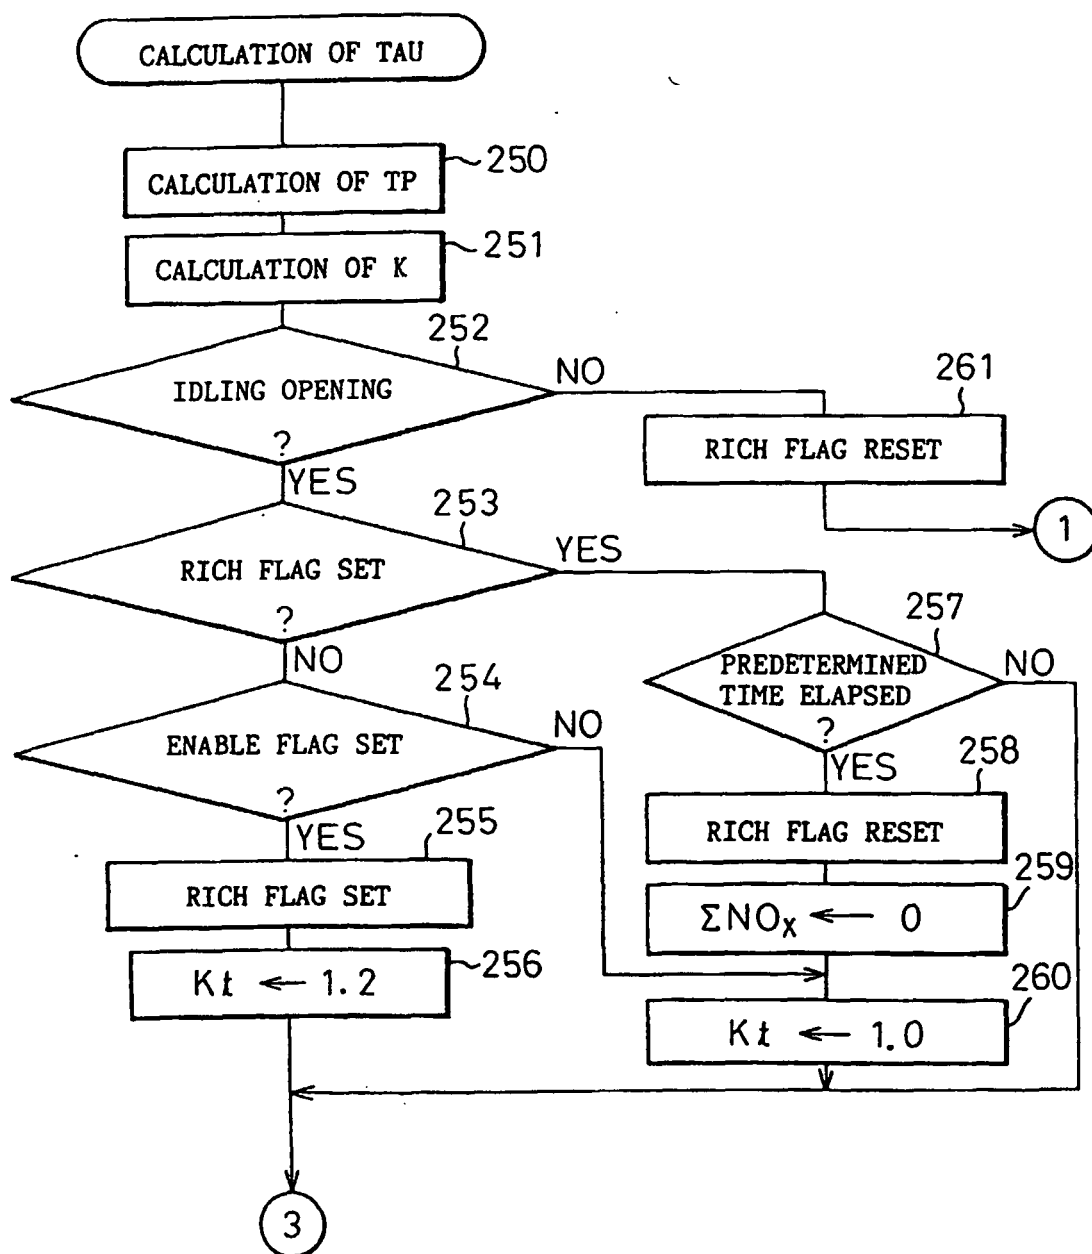 CALCULATION OF TAU
250
CALCULATION OF TP
251
CALCULATION OF K
252
IDLING OPENING
?
NO
YES
261
RICH FLAG RESET
1
253
RICH FLAG SET
?
YES
NO
257
PREDETERMINED
TIME ELAPSED
?
NO
YES
254
ENABLE FLAG SET
?
NO
YES
258
RICH FLAG RESET
255
RICH FLAG SET
259
ΣNOx ← 0
256
Kt ← 1.2
260
Kt ← 1.0
3